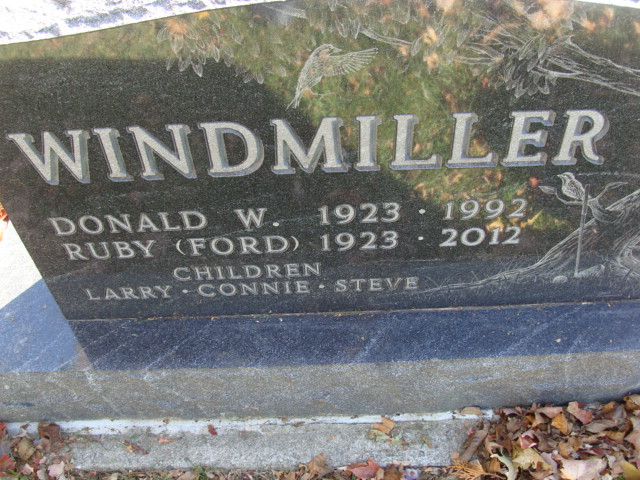 WINDMILLER
DONALD W. 1923 · 1992
RUBY (FORD) 1923 · 2012
CHILDREN
LARRY · CONNIE · STEVE